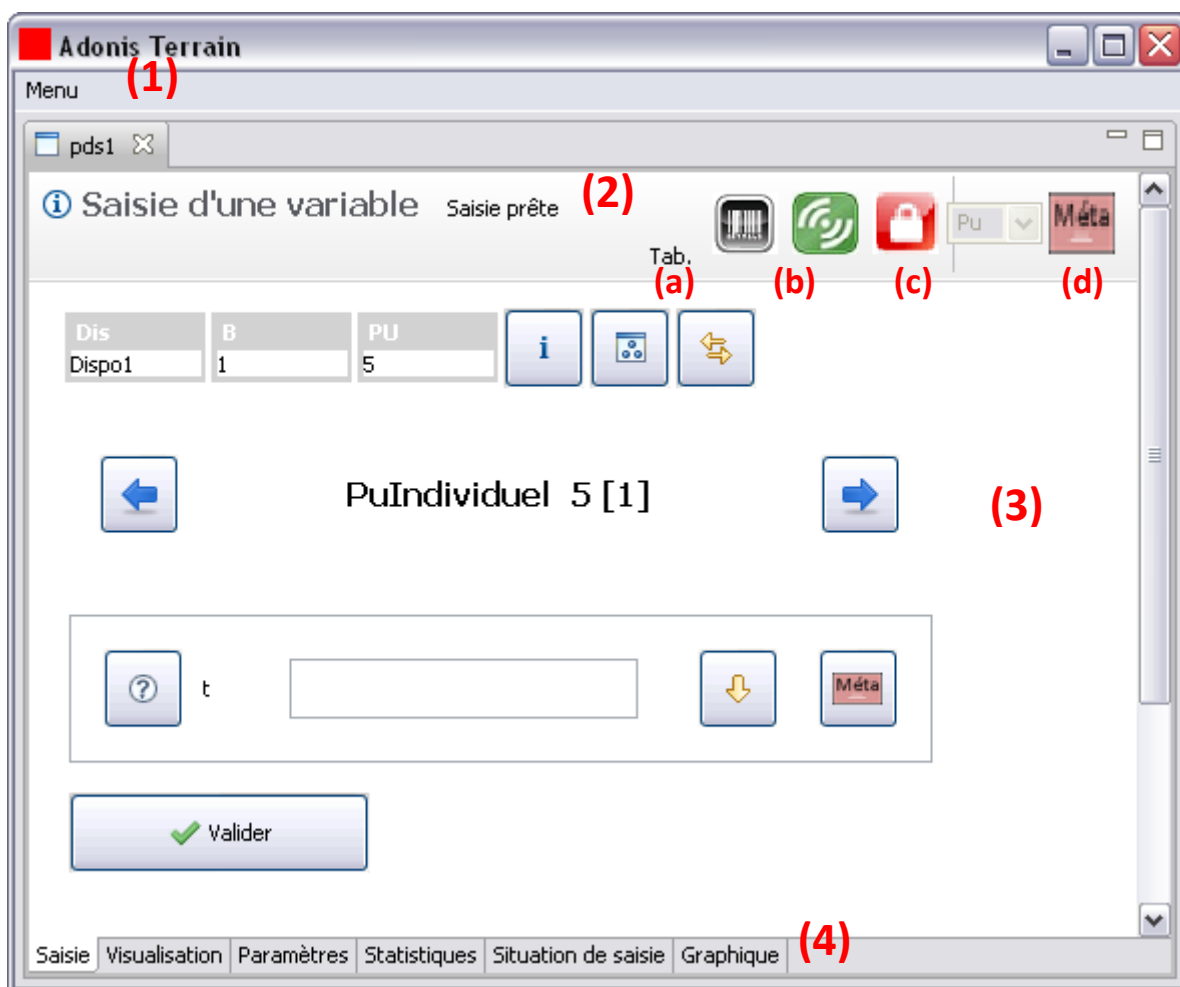 Adonis Terrain
(1)
Menu
pds1
Saisie d'une variable Saisie prête (2)
Pu Méta
Tab.
(a) (b) (c) (d)
Dis B PU
Dispo1 1 5
i
PuIndividuel 5 [1]
(3)
? t Méta
Valider
(4)
Saisie Visualisation Paramètres Statistiques Situation de saisie Graphique